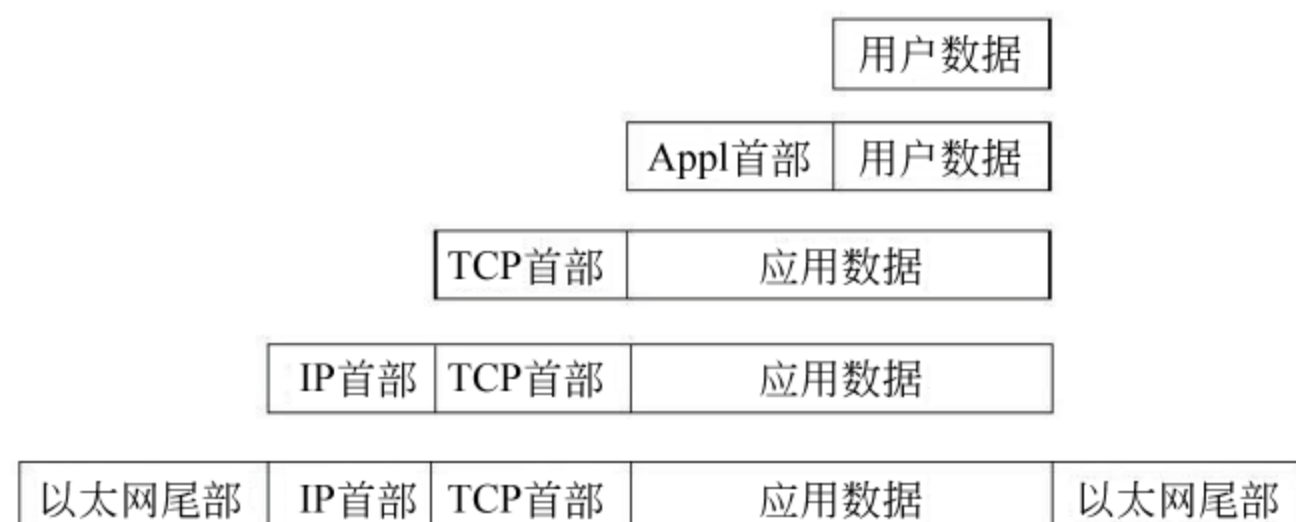 用户数据
Appl首部 用户数据
TCP首部 应用数据
IP首部 TCP首部 应用数据
以太网尾部 IP首部 TCP首部 应用数据 以太网尾部